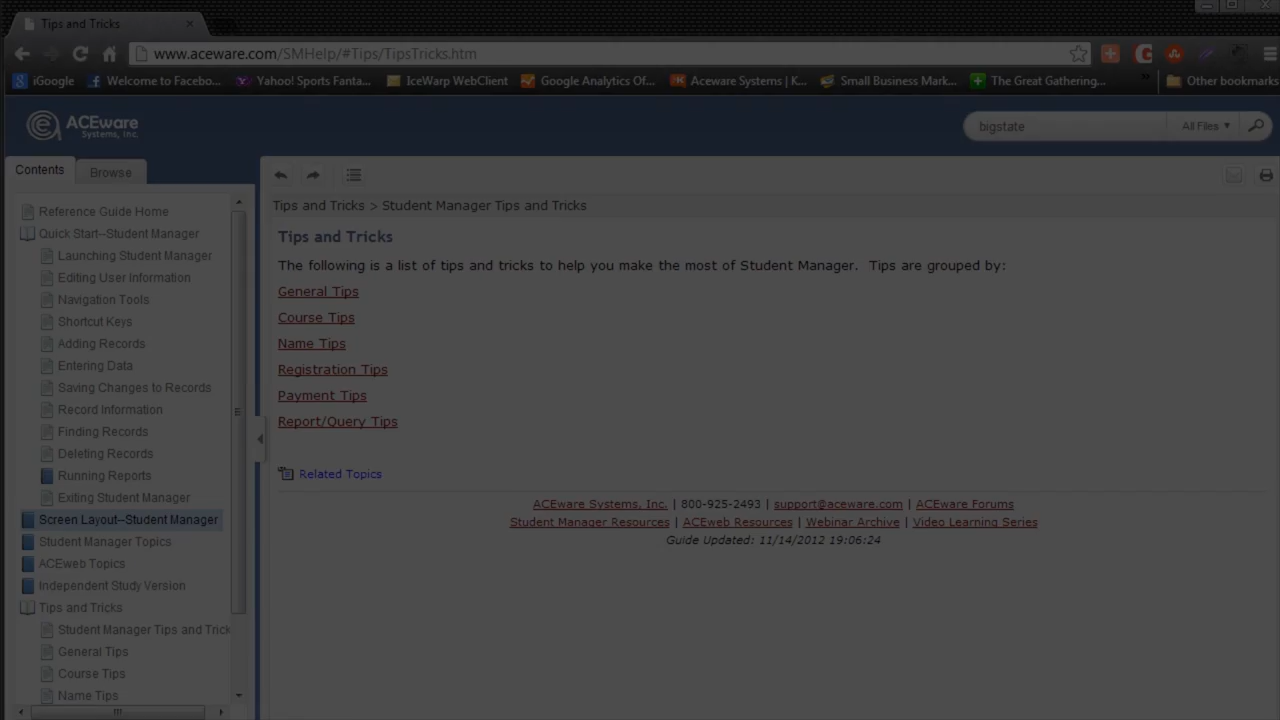 Tips and Tricks
www.aceware.com/SMHelp/#Tips/TipsTricks.htm
iGoogle Welcome to Facebo... Yahoo! Sports Fanta... IceWarp WebClient Google Analytics Of... Aceware Systems | K... Small Business Mark... The Great Gathering... » Other bookmarks
ACEware
Systems, Inc.
bigstate All Files
Contents Browse
Tips and Tricks > Student Manager Tips and Tricks
Reference Guide Home
Quick Start--Student Manager
Launching Student Manager
Editing User Information
Navigation Tools
Shortcut Keys
Adding Records
Entering Data
Saving Changes to Records
Record Information
Finding Records
Deleting Records
Running Reports
Exiting Student Manager
Screen Layout--Student Manager
Student Manager Topics
ACEweb Topics
Independent Study Version
Tips and Tricks
Student Manager Tips and Trick
General Tips
Course Tips
Name Tips
Tips and Tricks
The following is a list of tips and tricks to help you make the most of Student Manager. Tips are grouped by:
General Tips
Course Tips
Name Tips
Registration Tips
Payment Tips
Report/Query Tips
Related Topics
ACEware Systems, Inc. | 800-925-2493 | support@aceware.com | ACEware Forums
Student Manager Resources | ACEweb Resources | Webinar Archive | Video Learning Series
Guide Updated: 11/14/2012 19:06:24